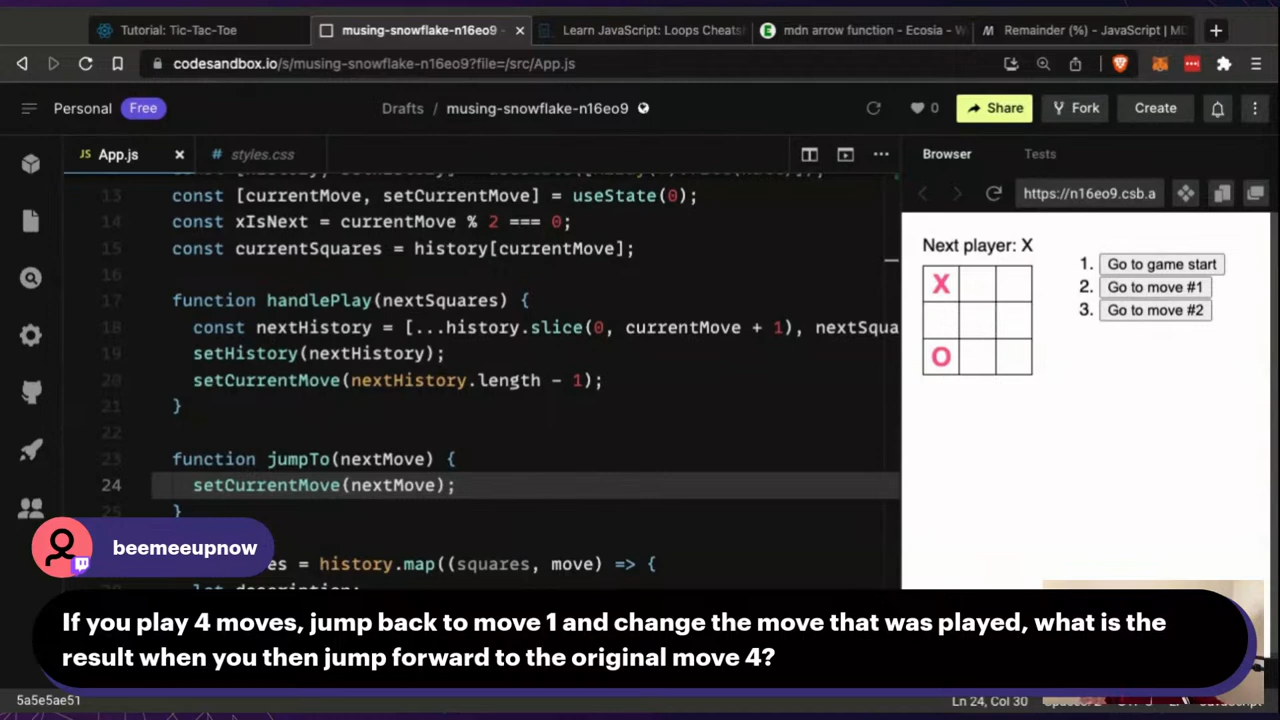 Tutorial: Tic-Tac-Toe
musing-snowflake-n16eo9 -
Learn JavaScript: Loops Cheats
mdn arrow function - Ecosia - W
Remainder (%) - JavaScript | M
codesandbox.io/s/musing-snowflake-n16eo9?file=/src/App.js
Personal Free
Drafts / musing-snowflake-n16eo9
0
Share
Fork
Create
JS App.js
# styles.css
Browser
Tests
https://n16eo9.csb.a
13 const [currentMove, setCurrentMove] = useState(0);
14 const xIsNext = currentMove % 2 === 0;
15 const currentSquares = history[currentMove];
16
17 function handlePlay(nextSquares) {
18 const nextHistory = [...history.slice(0, currentMove + 1), nextSqua
19 setHistory(nextHistory);
20 setCurrentMove(nextHistory.length - 1);
21 }
22
23 function jumpTo(nextMove) {
24 setCurrentMove(nextMove);
25 }
es = history.map((squares, move) => {
Next player: X
X
O
1. Go to game start
2. Go to move #1
3. Go to move #2
beemeeupnow
If you play 4 moves, jump back to move 1 and change the move that was played, what is the
result when you then jump forward to the original move 4?
5a5e5ae51
Ln 24, Col 30